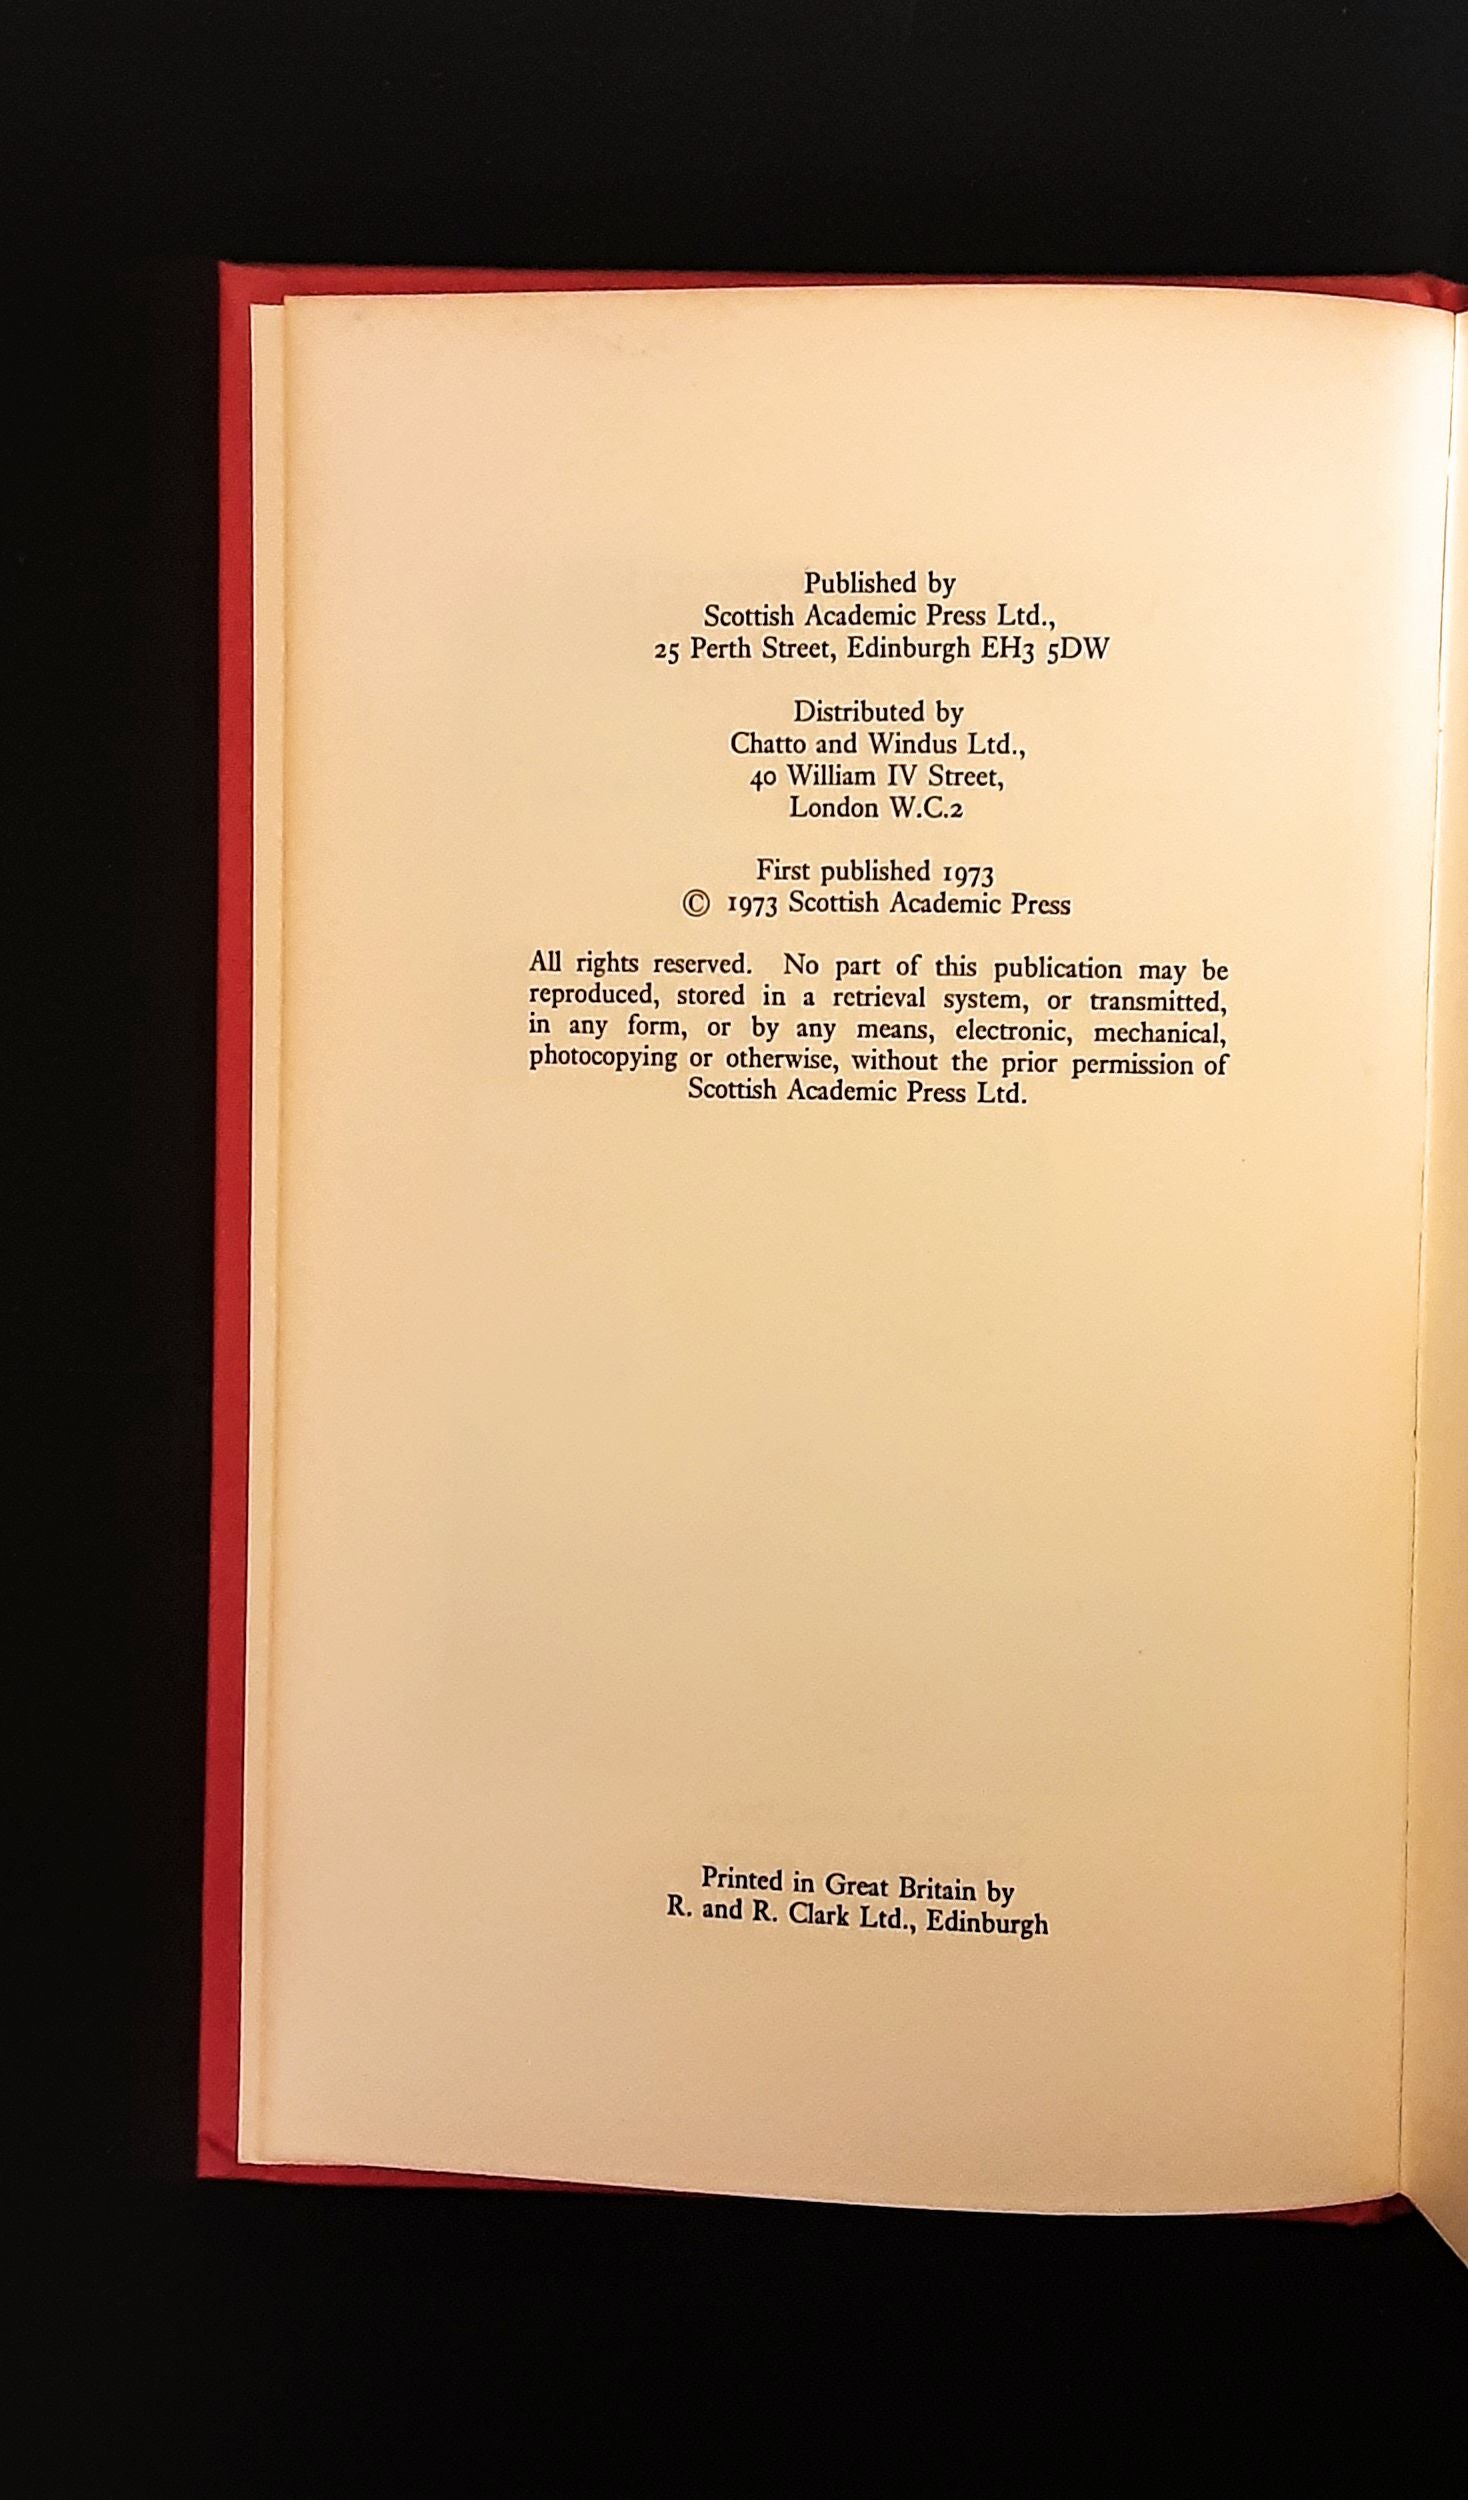 Published by
Scottish Academic Press Ltd.,
25 Perth Street, Edinburgh EH3 5DW
Distributed by
Chatto and Windus Ltd.,
40 William IV Street,
London W.C.2
First published 1973
© 1973 Scottish Academic Press
All rights reserved. No part of this publication may be
reproduced, stored in a retrieval system, or transmitted,
in any form, or by any means, electronic, mechanical,
photocopying or otherwise, without the prior permission of
Scottish Academic Press Ltd.
Printed in Great Britain by
R. and R. Clark Ltd., Edinburgh